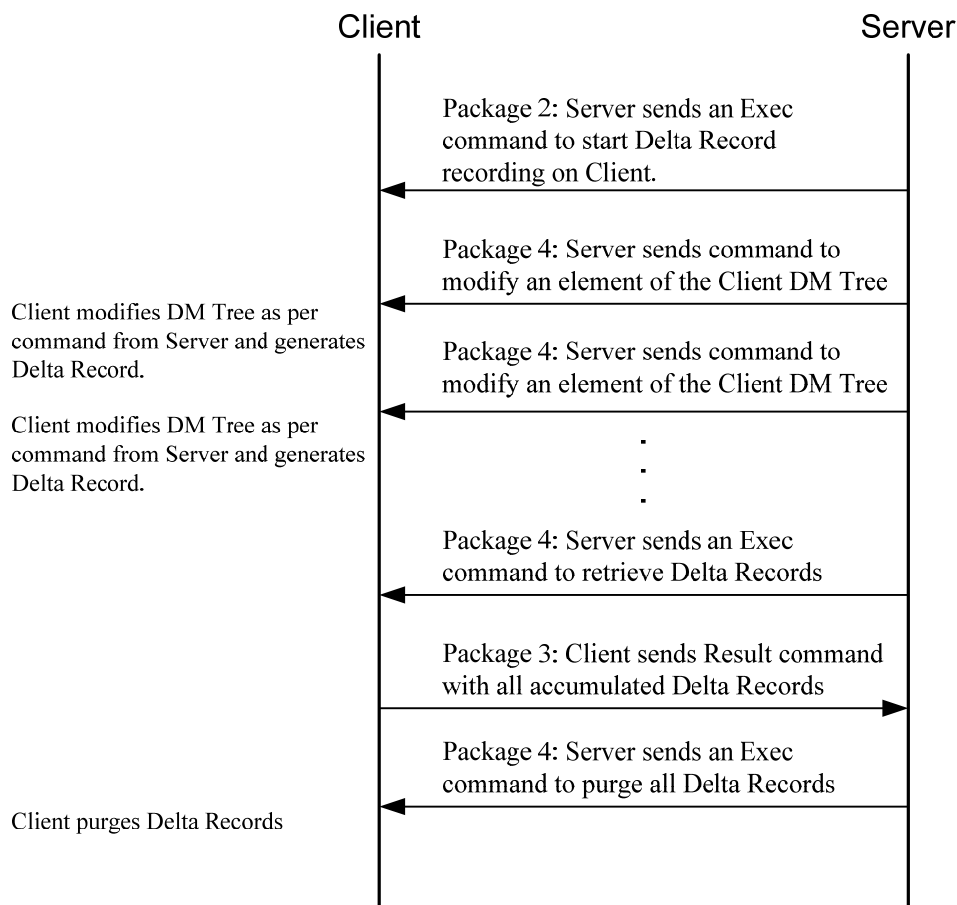 Client
Server
Package 2: Server sends an Exec
command to start Delta Record
recording on Client.
Package 4: Server sends command to
modify an element of the Client DM Tree
Client modifies DM Tree as per
command from Server and generates
Delta Record.
Package 4: Server sends command to
modify an element of the Client DM Tree
Client modifies DM Tree as per
command from Server and generates
Delta Record.
.
.
.
Package 4: Server sends an Exec
command to retrieve Delta Records
Package 3: Client sends Result command
with all accumulated Delta Records
Package 4: Server sends an Exec
command to purge all Delta Records
Client purges Delta Records